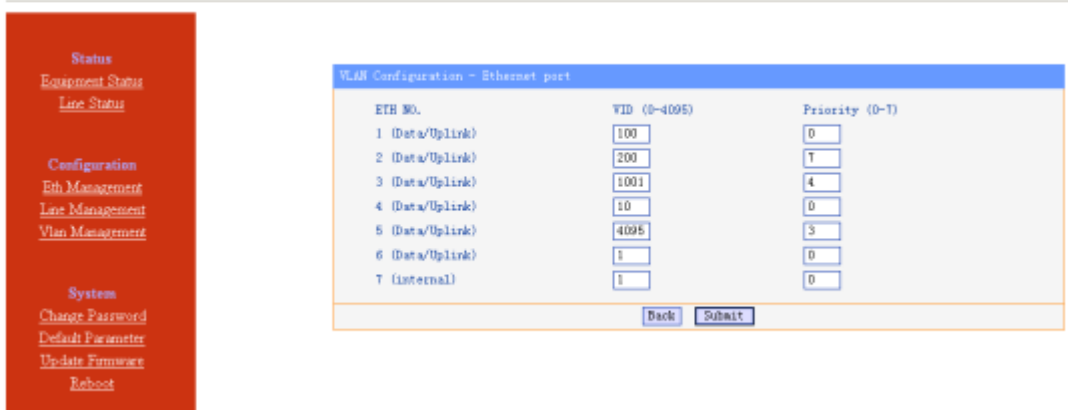 Status
Equipment Status
Line Status
Configuration
Eth Management
Line Management
Vlan Management
System
Change Password
Default Parameter
Update Firmware
Reboot
VLAN Configuration - Ethernet port
ETH NO. VID (0-4095) Priority (0-7)
1 (Data/Uplink) 100 0
2 (Data/Uplink) 200 7
3 (Data/Uplink) 1001 4
4 (Data/Uplink) 10 0
5 (Data/Uplink) 4095 3
6 (Data/Uplink) 1 0
7 (internal) 1 0
Back Submit